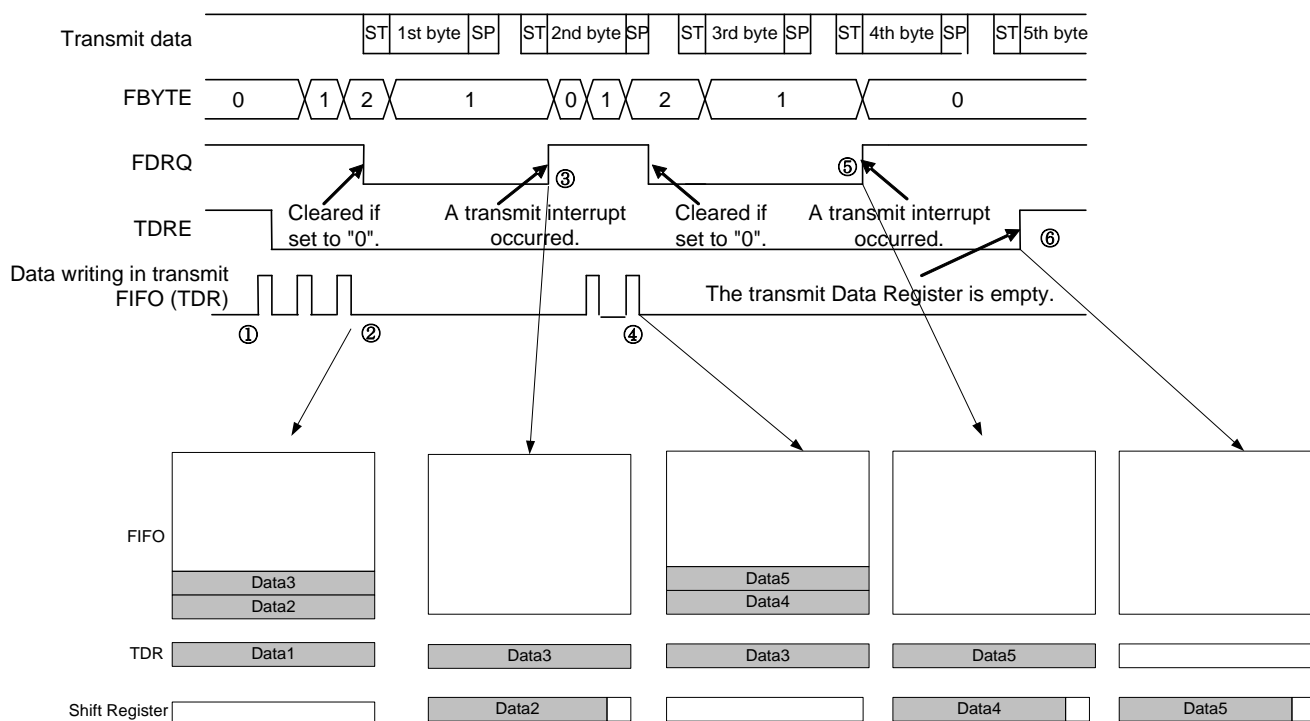 Transmit data
ST 1st byte SP ST 2nd byte SP ST 3rd byte SP ST 4th byte SP ST 5th byte
FBYTE
0 1 2 1 0 1 2 1 0
FDRQ
③ ⑤
Cleared if
set to "0".
A transmit interrupt
occurred.
Cleared if
set to "0".
A transmit interrupt
occurred.
TDRE
⑥
Data writing in transmit
FIFO (TDR)
The transmit Data Register is empty.
① ② ④
FIFO
Data3
Data2
Data5
Data4
TDR
Data1 Data3 Data3 Data5
Shift Register
Data2 Data4 Data5